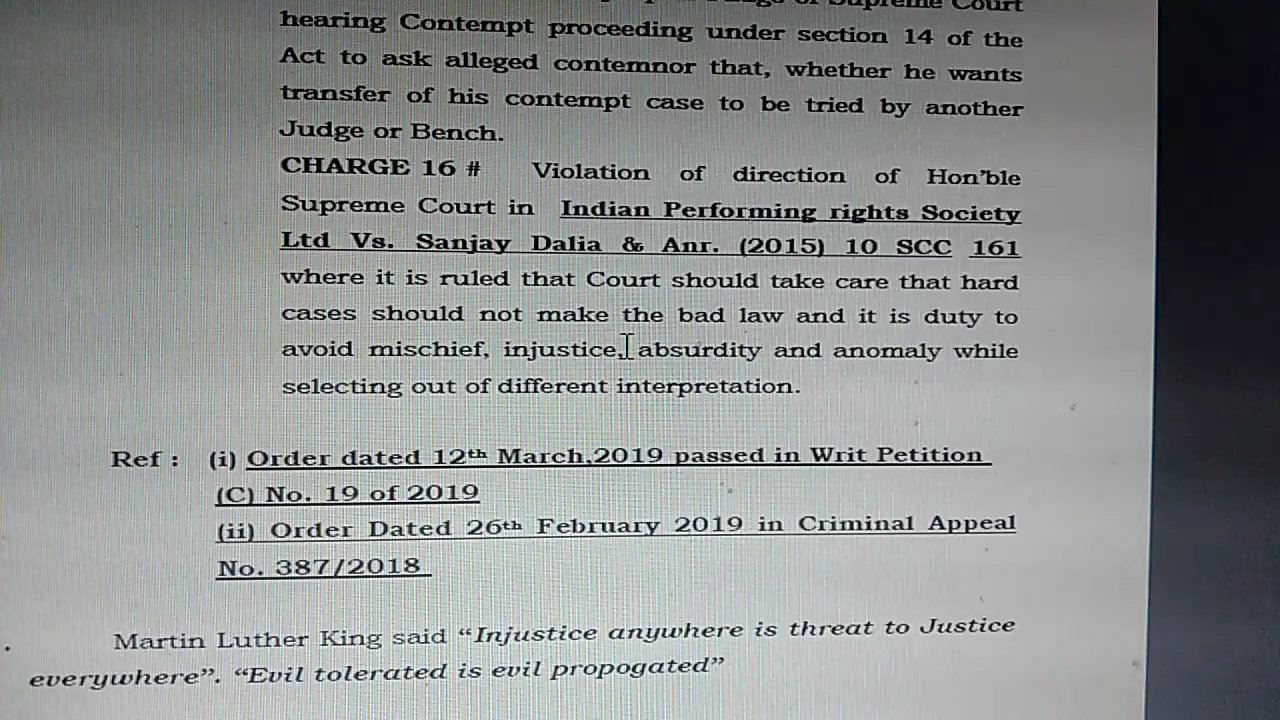 of Supreme Court
hearing Contempt proceeding under section 14 of the
Act to ask alleged contemnor that, whether he wants
transfer of his contempt case to be tried by another
Judge or Bench.
CHARGE 16 # Violation of direction of Hon'ble
Supreme Court in Indian Performing rights Society
Ltd Vs. Sanjay Dalia & Anr. (2015) 10 SCC 161
where it is ruled that Court should take care that hard
cases should not make the bad law and it is duty to
avoid mischief, injustice, absurdity and anomaly while
selecting out of different interpretation.
Ref : (i) Order dated 12th March,2019 passed in Writ Petition
(C) No. 19 of 2019
(ii) Order Dated 26th February 2019 in Criminal Appeal
No. 387/2018
Martin Luther King said “Injustice anywhere is threat to Justice
everywhere”. “Evil tolerated is evil propogated”